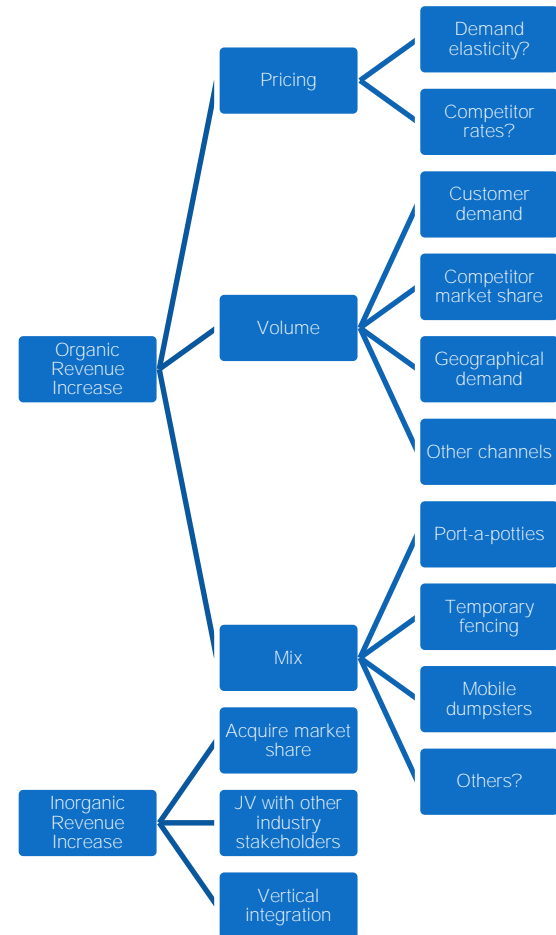 Demand
elasticity?
Pricing
Competitor
rates?
Customer
demand
Competitor
market share
Volume
Organic
Revenue
Increase
Geographical
demand
Other channels
Port-a-potties
Temporary
fencing
Mix
Mobile
dumpsters
Acquire market
share
Others?
Inorganic
Revenue
Increase
JV with other
industry
stakeholders
Vertical
integration